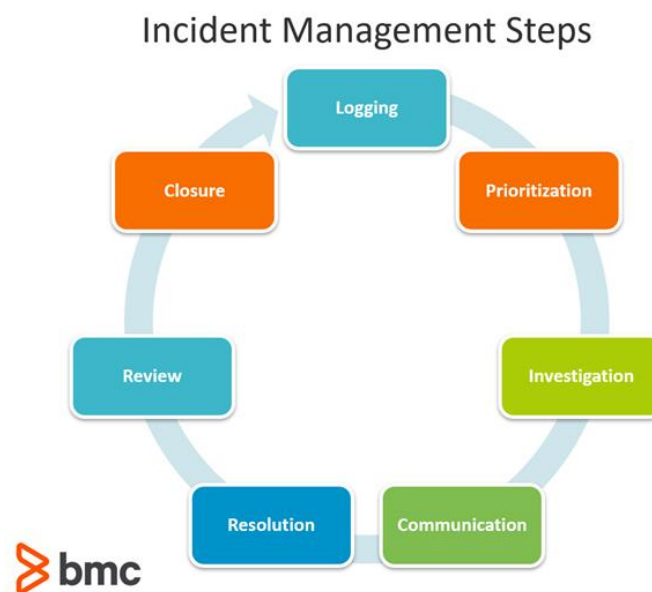 Incident Management Steps
Logging
Prioritization
Investigation
Communication
Resolution
Review
Closure
bmc